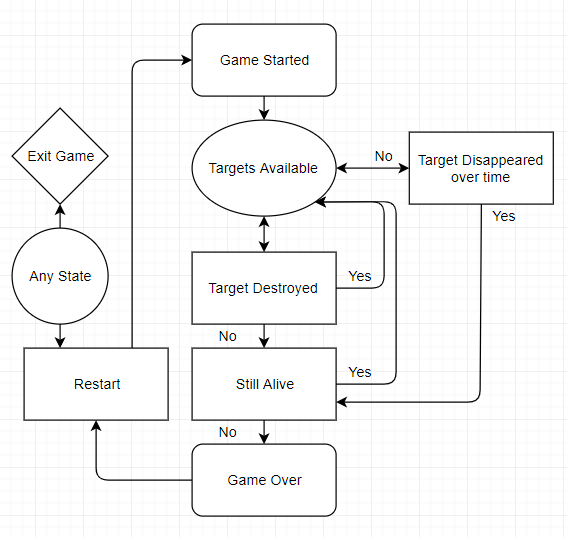 Game Started
Exit Game
Targets Available
No
Target Disappeared
over time
Yes
Any State
Target Destroyed
Yes
No
Restart
Still Alive
Yes
No
Game Over